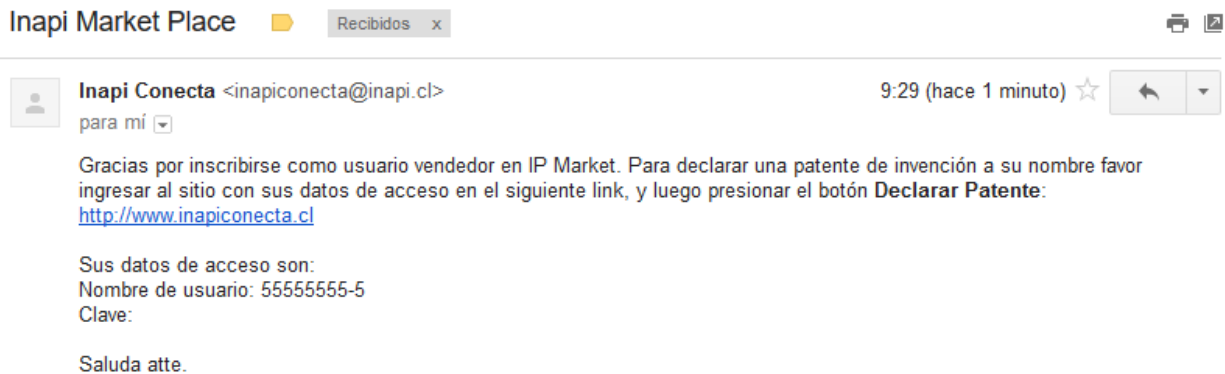 Inapi Market Place Recibidos x
Inapi Conecta <inapiconecta@inapi.cl> 9:29 (hace 1 minuto)
para mí
Gracias por inscribirse como usuario vendedor en IP Market. Para declarar una patente de invención a su nombre favor
ingresar al sitio con sus datos de acceso en el siguiente link, y luego presionar el botón Declarar Patente:
http://www.inapiconecta.cl
Sus datos de acceso son:
Nombre de usuario: 55555555-5
Clave:
Saluda atte.